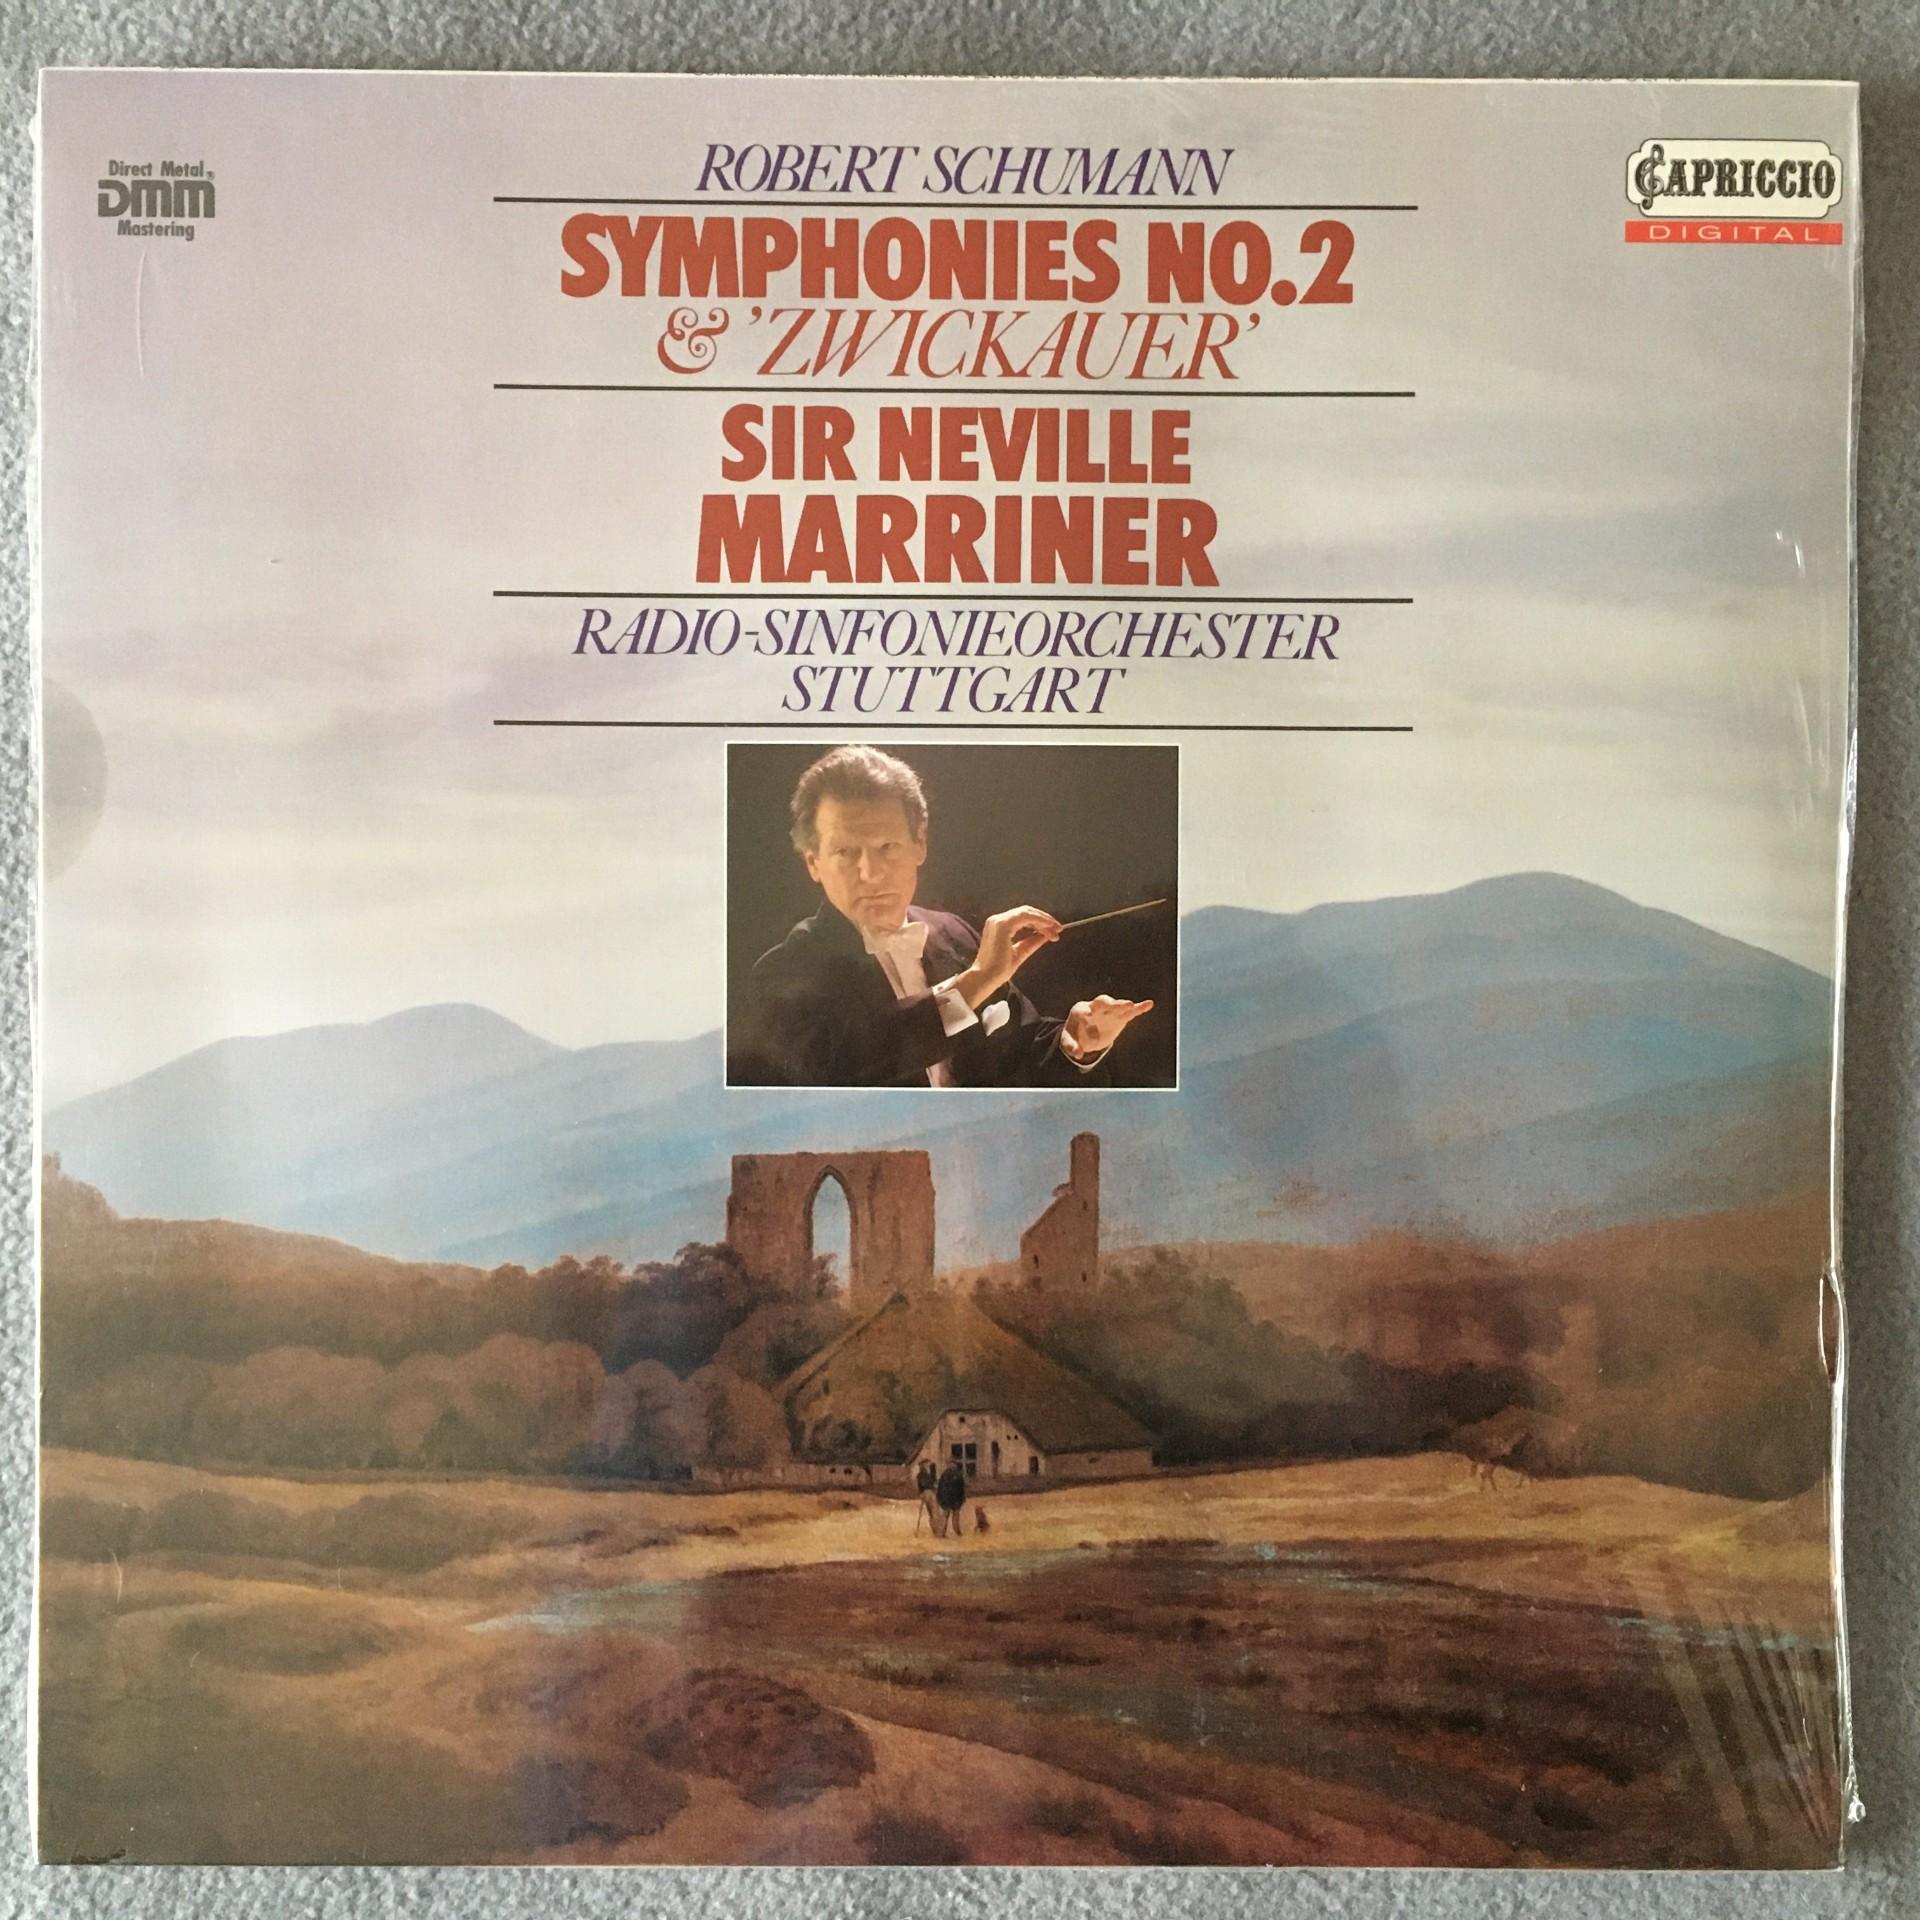 Direct Metal
DMM
Mastering
CAPRICCIO
DIGITAL
ROBERT SCHUMANN
SYMPHONIES NO.2
& 'ZWICKAUER'
SIR NEVILLE
MARRINER
RADIO-SINFONIEORCHESTER
STUTTGART